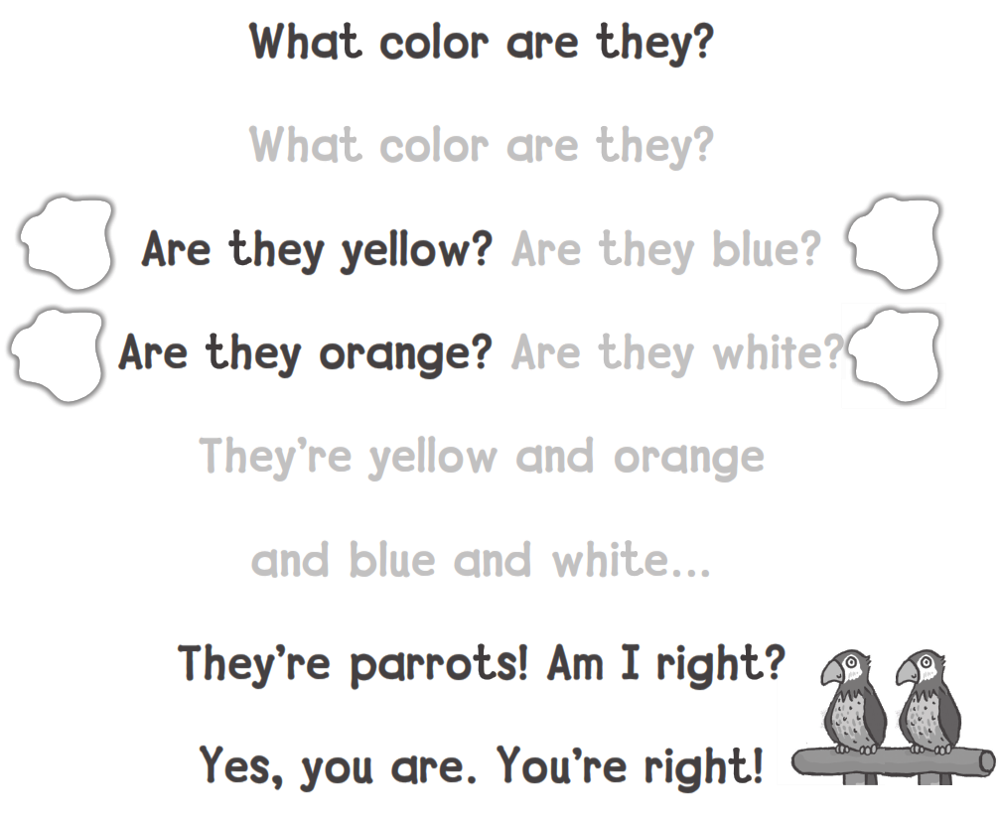 What color are they?
What color are they?
Are they yellow? Are they blue?
Are they orange? Are they white?
They're yellow and orange
and blue and white...
They're parrots! Am I right?
Yes, you are. You're right!